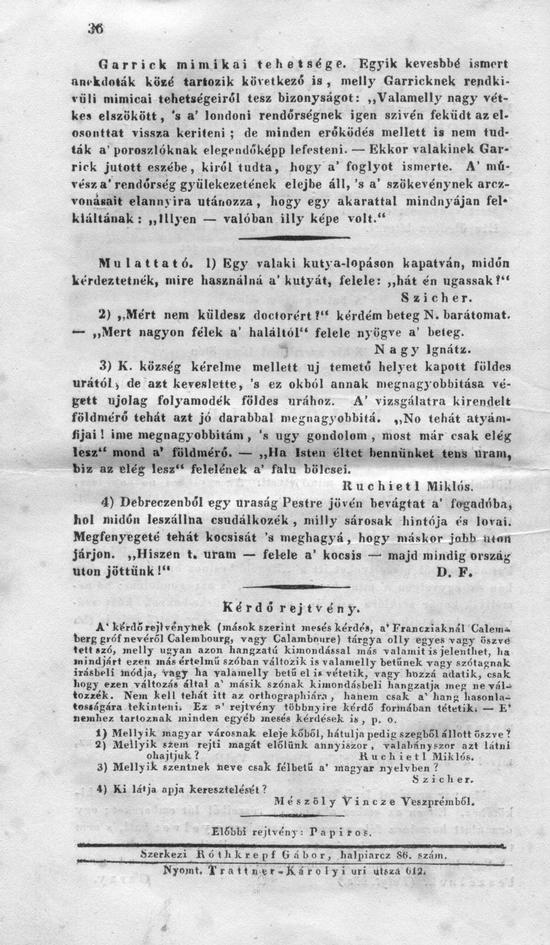 36
Garrick mimikai tehetsége. Egyik kevesbbé ismert
anekdoták közé tartozik következő is, melly Garricknek rendki-
vüli mimicai tehetségeiről tesz bizonyságot: „Valamelly nagy vét-
kes elszökött, 's a' londoni rendőrségnek igen szivén feküdt az el-
osonttat vissza keriteni; de minden erőködés mellett is nem tud-
ták a' poroszlóknak elegendőképp lefesteni. — Ekkor valakinek Gar-
rick jutott eszébe, kiről tudta, hogy a' foglyot ismerte. A' mű-
vész a' rendőrség gyülekezetének elejbe áll, 's a' szökevénynek arcz-
vonásait elannyira utánozza, hogy egy akarattal mindnyájan fel-
kiáltának: „Illyen — valóban illy képe volt.“
Mulattató. 1) Egy valaki kutya-lopáson kapatván, midőn
kérdeztetnék, mire használná a' kutyát, felele: „hát én ugassak?“
Szicher.
2) „Mért nem küldesz doctorért?“ kérdém beteg N. barátomat.
— „Mert nagyon félek a' haláltól“ felele nyögve a' beteg.
Nagy Ignátz.
3) K. község kérelme mellett uj temető helyet kapott földes
urától, de azt keveslette, 's ez okból annak megnagyobbitása vé-
gett ujolag folyamodék földes urához. A' vizsgálatra kirendelt
földmérő tehát azt jó darabbal megnagyobbitá. „No tehát atyám-
fijai! ime megnagyobbitám, 's ugy gondolom, most már csak elég
lesz“ mond a' földmérő. — „Ha Isten éltet bennünket tens uram,
biz az elég lesz“ felelének a' falu bölcsei.
Ruchietl Miklós.
4) Debreczenből egy uraság Pestre jövén bevágtat a' fogadóba,
hol midőn leszállna csudálkozék, milly sárosak hintója és lovai.
Megfenyegeté tehát kocsisát 's meghagyá, hogy máskor jobb uton
járjon. „Hiszen t. uram — felele a' kocsis — majd mindig ország
uton jöttünk!“ D. F.
Kérdő rejtvény.
A' kérdő rejtvénynek (mások szerint mesés kérdés, a' Francziaknál Calem-
berg gróf nevéről Calembourg, vagy Calamboure) tárgya olly egyes vagy öszve
tett szó, melly ugyan azon hangzatú kimondással más valamit is jelenthet, ha
mindjárt ezen más értelmü szóban változik is valamelly betünek vagy szótagnak
irásbeli módja, vagy ha valamelly betü el is vétetik, vagy hozzá adatik, csak
hogy ezen változás által a' másik szónak kimondásbeli hangzatja meg ne vál-
tozzék. Nem kell tehát itt az orthographiára, hanem csak a' hang hasonla-
tosságára tekinteni. Ez a' rejtvény többnyire kérdő formában tétetik. — E'
nemhez tartoznak minden egyéb mesés kérdések is, p. o.
1) Mellyik magyar városnak eleje kőből, hátulja pedig szegből állott öszve?
2) Mellyik szem rejti magát előlünk annyiszor, valahányszor azt látni
ohajtjuk? Ruchietl Miklós.
3) Mellyik szentnek neve csak félbetű a' magyar nyelvben?
Szicher.
4) Ki látja apja keresztelését?
Mészöly Vincze Veszprémből.
Előbbi rejtvény: Papiros.
Szerkezi Róthkrepf Gábor, halpiarcz 86. szám.
Nyomt. Trattner-Károlyi uri utsza 612.